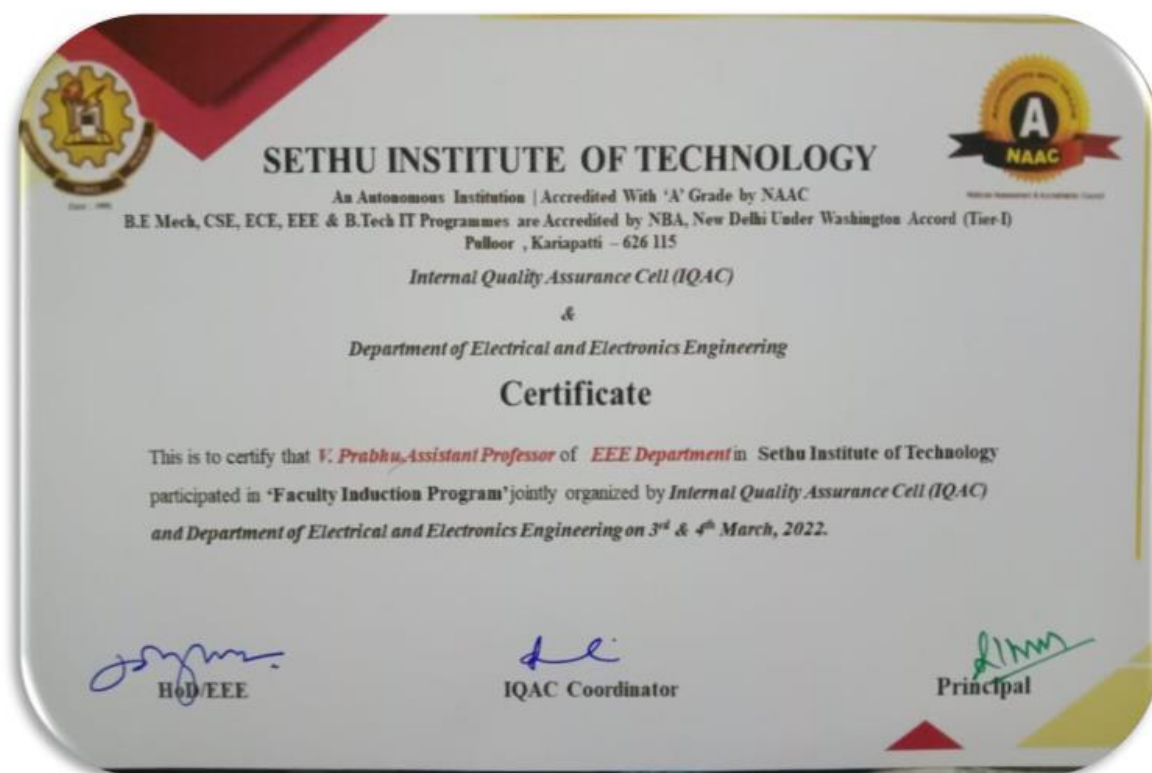 SETHU INSTITUTE OF TECHNOLOGY
An Autonomous Institution | Accredited With ‘A’ Grade by NAAC
B.E Mech, CSE, ECE, EEE & B.Tech IT Programmes are Accredited by NBA, New Delhi Under Washington Accord (Tier-I)
Pulloor , Kariapatti – 626 115
A
NAAC
Internal Quality Assurance Cell (IQAC)
&
Department of Electrical and Electronics Engineering
Certificate
This is to certify that V. Prabhu,Assistant Professor of EEE Department in Sethu Institute of Technology
participated in ‘Faculty Induction Program’ jointly organized by Internal Quality Assurance Cell (IQAC)
and Department of Electrical and Electronics Engineering on 3rd & 4th March, 2022.
HoD/EEE
IQAC Coordinator
Principal